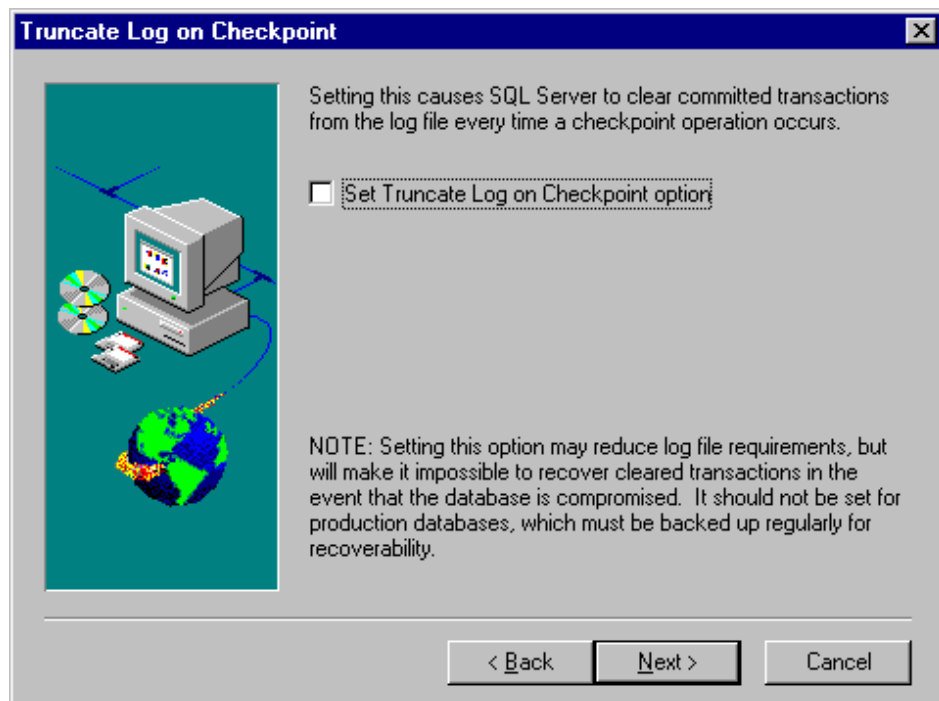 Truncate Log on Checkpoint
Setting this causes SQL Server to clear committed transactions
from the log file every time a checkpoint operation occurs.
Set Truncate Log on Checkpoint option
NOTE: Setting this option may reduce log file requirements, but
will make it impossible to recover cleared transactions in the
event that the database is compromised.  It should not be set for
production databases, which must be backed up regularly for
recoverability.
< Back
Next >
Cancel